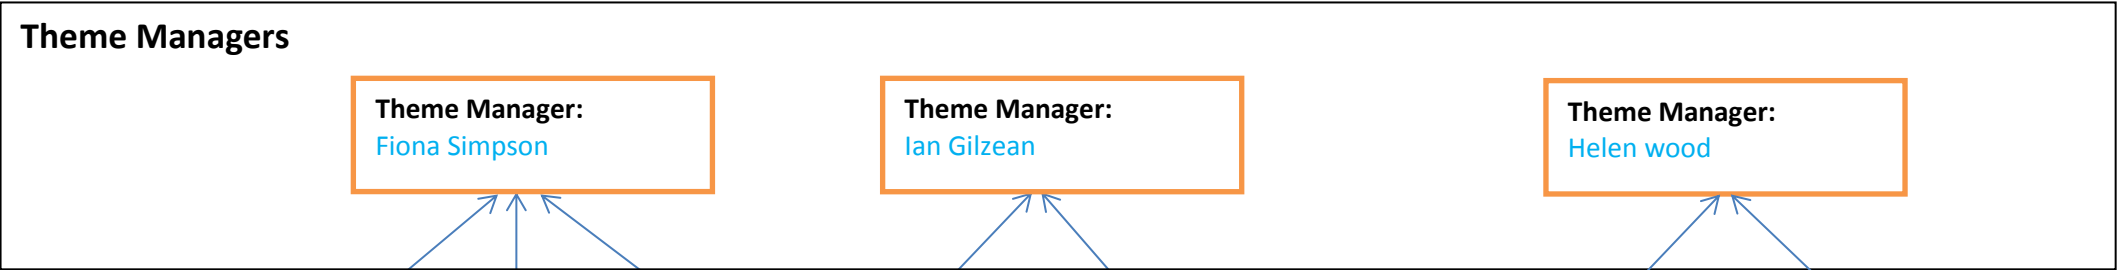 Theme Managers
Theme Manager:
Fiona Simpson
Theme Manager:
Ian Gilzean
Theme Manager:
Helen wood